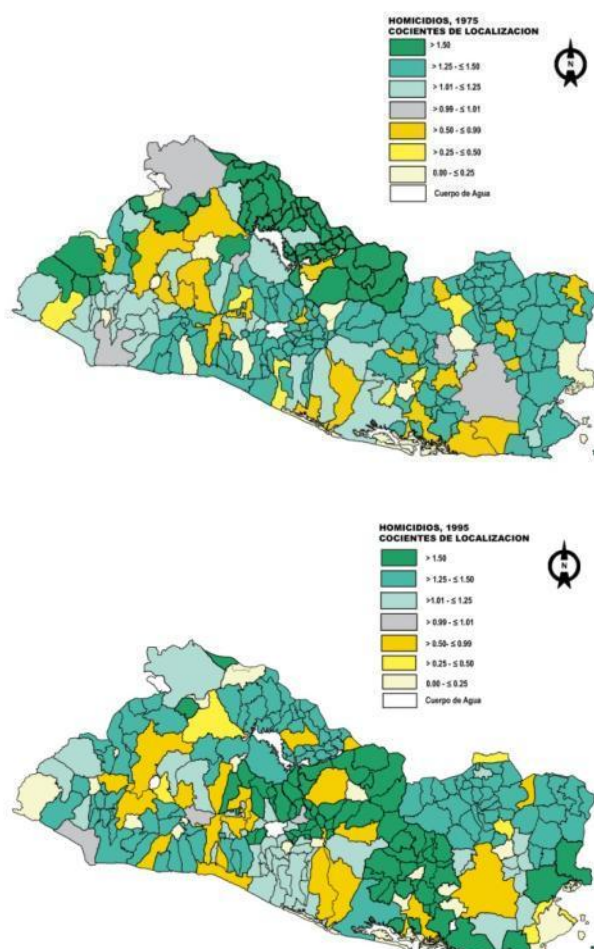 HOMICIDIOS, 1975
COCIENTES DE LOCALIZACION
> 1.50
> 1.25 - ≤ 1.50
> 1.01 - ≤ 1.25
> 0.99 - ≤ 1.01
> 0.50 - ≤ 0.99
> 0.25 - ≤ 0.50
0.00 - ≤ 0.25
Cuerpo de Agua
N
HOMICIDIOS, 1995
COCIENTES DE LOCALIZACION
> 1.50
> 1.25 - ≤ 1.50
>1.01 - ≤ 1.25
> 0.99 - ≤ 1.01
> 0.50- ≤ 0.99
> 0.25 - ≤ 0.50
0.00 - ≤ 0.25
Cuerpo de Agua
N